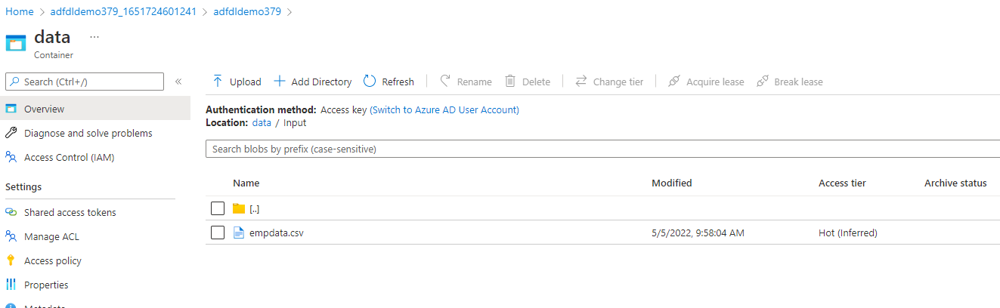 Home > adfdldemo379_1651724601241 > adfdldemo379 >
data ...
Container
Search (Ctrl+/) «
Upload Add Directory Refresh Rename Delete Change tier Acquire lease Break lease
Overview
Diagnose and solve problems
Access Control (IAM)
Settings
Shared access tokens
Manage ACL
Access policy
Properties
Metadata
Authentication method: Access key (Switch to Azure AD User Account)
Location: data / Input
Search blobs by prefix (case-sensitive)
Name Modified Access tier Archive status
[..]
empdata.csv 5/5/2022, 9:58:04 AM Hot (Inferred)